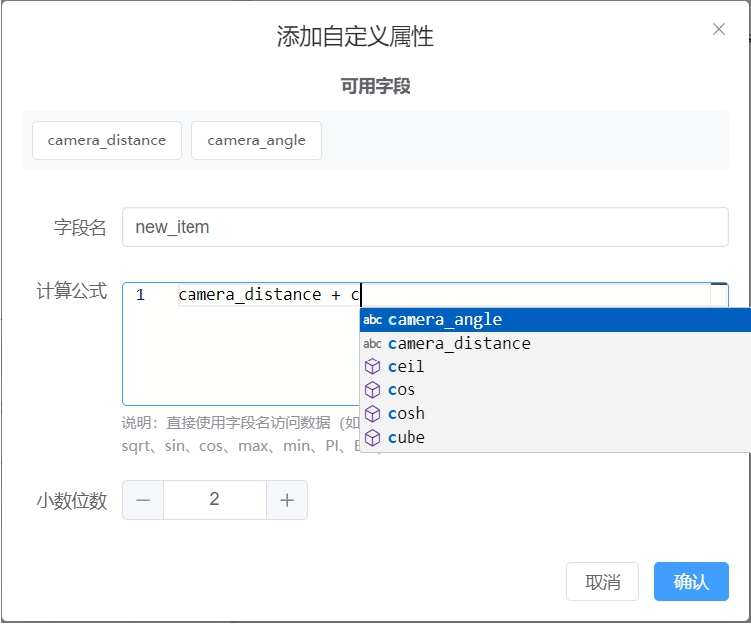 添加自定义属性
可用字段
camera_distance camera_angle
字段名 new_item
计算公式 1 camera_distance + c
abc camera_angle
abc camera_distance
ceil
cos
cosh
cube
说明：直接使用字段名访问数据（如
sqrt、sin、cos、max、min、PI、
小数位数 2
取消 确认